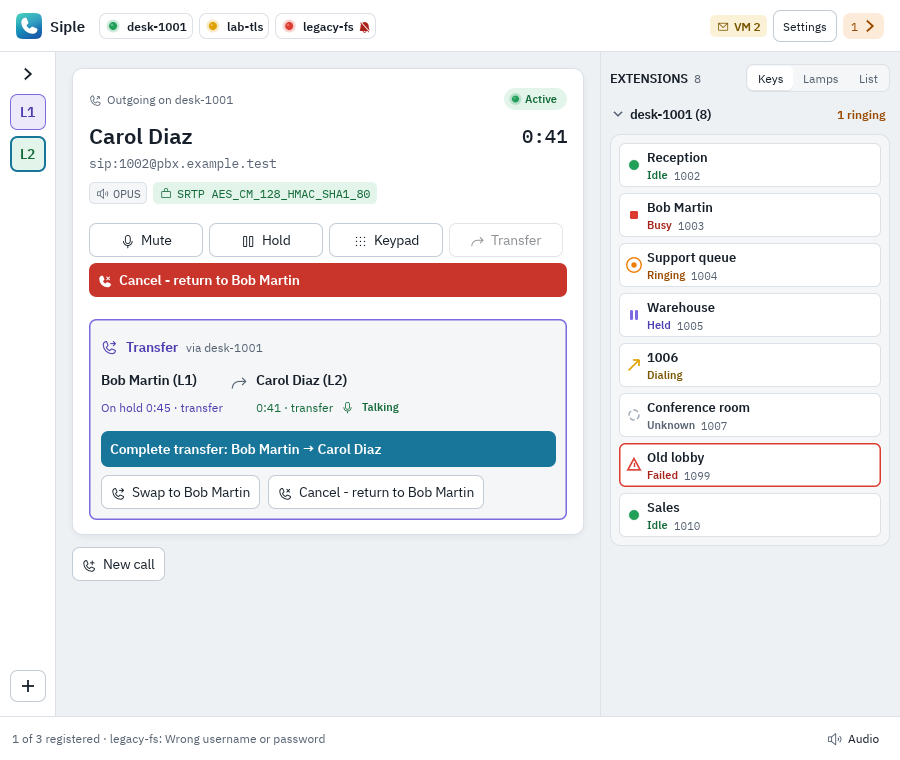 Siple
desk-1001
lab-tls
legacy-fs
VM 2
Settings
1
L1
L2
Outgoing on desk-1001
Active
Carol Diaz
0:41
sip:1002@pbx.example.test
OPUS
SRTP AES_CM_128_HMAC_SHA1_80
Mute
Hold
Keypad
Transfer
Cancel - return to Bob Martin
Transfer via desk-1001
Bob Martin (L1)
Carol Diaz (L2)
On hold 0:45 · transfer
0:41 · transfer
Talking
Complete transfer: Bob Martin → Carol Diaz
Swap to Bob Martin
Cancel - return to Bob Martin
New call
EXTENSIONS 8
Keys
Lamps
List
desk-1001 (8)
1 ringing
Reception
Idle 1002
Bob Martin
Busy 1003
Support queue
Ringing 1004
Warehouse
Held 1005
1006
Dialing
Conference room
Unknown 1007
Old lobby
Failed 1099
Sales
Idle 1010
1 of 3 registered · legacy-fs: Wrong username or password
Audio